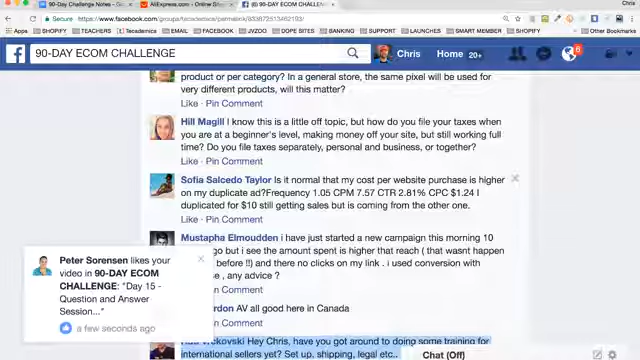 90-Day Challenge Notes - G
AliExpress.com - Online Sh
(6) 90-DAY ECOM CHALLENG
Chris
Secure https://www.facebook.com/groups/
Apps SHOPIFY TEACHERS Tecademics EMAILS FACEBOOK JVZOO DEO SITES BANKING LAUNCH SMART MEMBER SHOPIFY Other Bookmarks
90-DAY ECOM CHALLENGE
Chris Home 20+
6
product or per category? In a general store, the same pixel will be used for
very different products, will this matter?
Like · Pin Comment
Hill Magill I know this is a little off topic, but how do you file your taxes when
you are at a beginner's level, making money off your site, but still working full
time? Do you file taxes separately, personal and business, or together?
Like · Pin Comment
Sofia Salcedo Taylor Is it normal that my cost per website purchase is higher
on my duplicate ad?Frequency 1.05 CPM 7.57 CTR 2.81% CPC $1.24 I
duplicated for $10 still getting sales but is coming from the other one.
Like · Pin Comment
Mustapha Elmoudden i have just started a new campaign this morning 10
go but i see the amount spent is higher that reach ( that wasnt happen
before !!) and there no clicks on my link . i used conversion with
, any advice ?
Comment
Peter Sorensen likes your
video in 90-DAY ECOM
CHALLENGE: "Day 15 -
Question and Answer
Session..."
a few seconds ago
AV all good here in Canada
Comment
Hey Chris, have you got around to doing some training for
international sellers yet? Set up, shipping, legal etc..
Chat (Off)